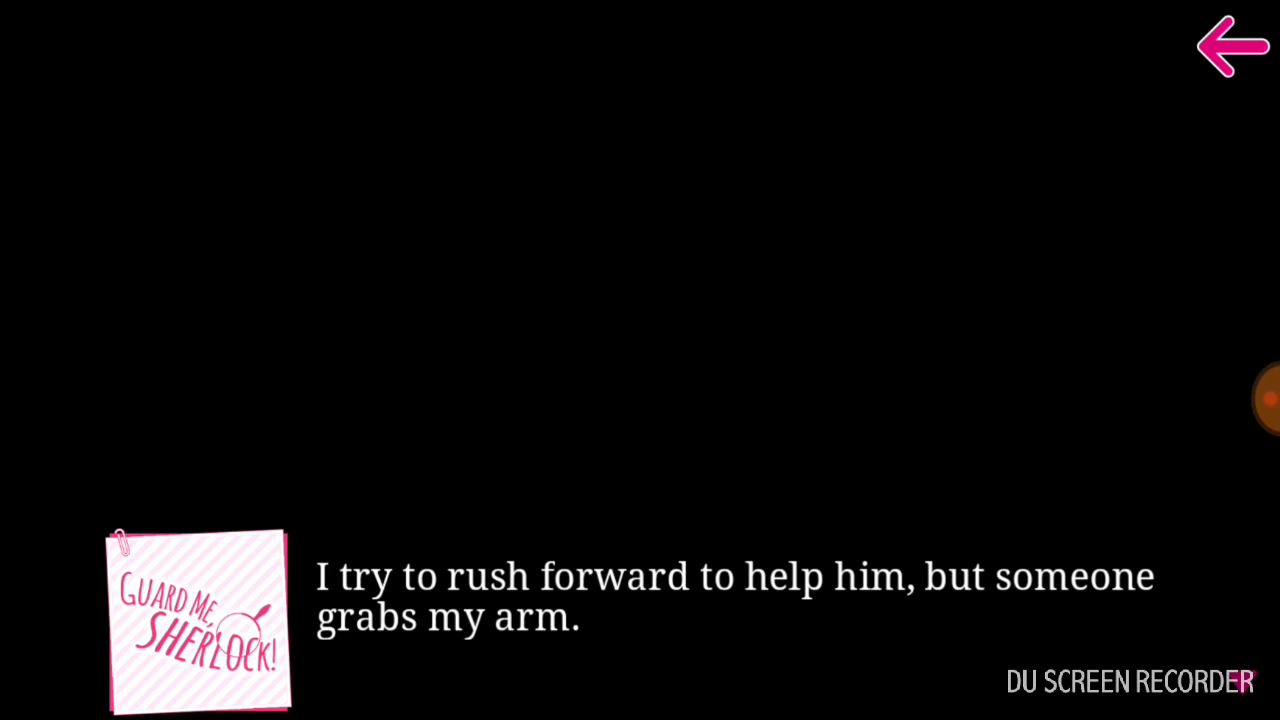 I try to rush forward to help him, but someone
grabs my arm.
GUARD ME,
SHERLOCK!
DU SCREEN RECORDER